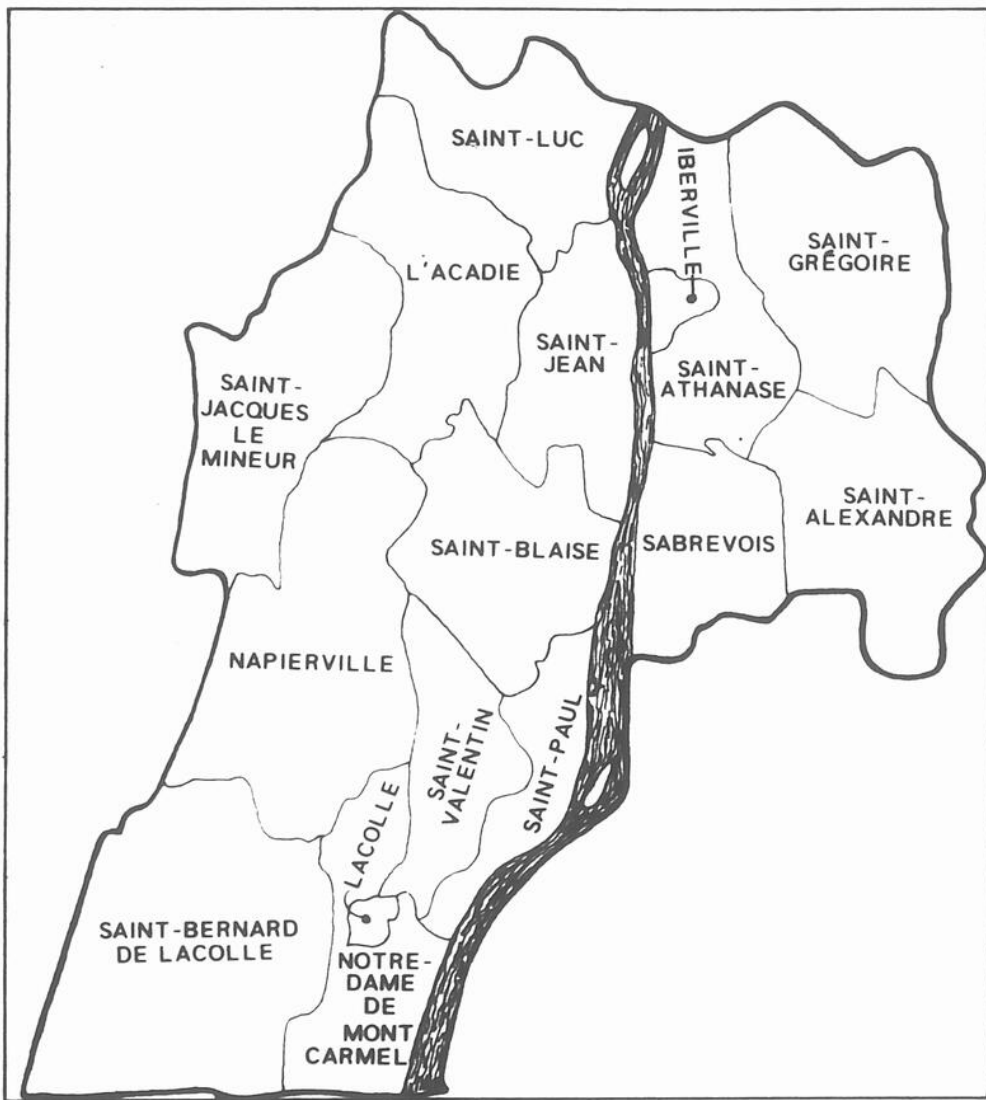 SAINT-LUC
IBERVILLE
SAINT-
GRÉGOIRE
L'ACADIE
SAINT-
JEAN
SAINT-
ATHANASE
SAINT-
JACQUES
LE
MINEUR
SAINT-
ALEXANDRE
SAINT-BLAISE
SABREVOIS
NAPIERVILLE
SAINT-
VALENTIN
SAINT-PAUL
LACOLLE
SAINT-BERNARD
DE LACOLLE
NOTRE-
DAME
DE
MONT
CARMEL